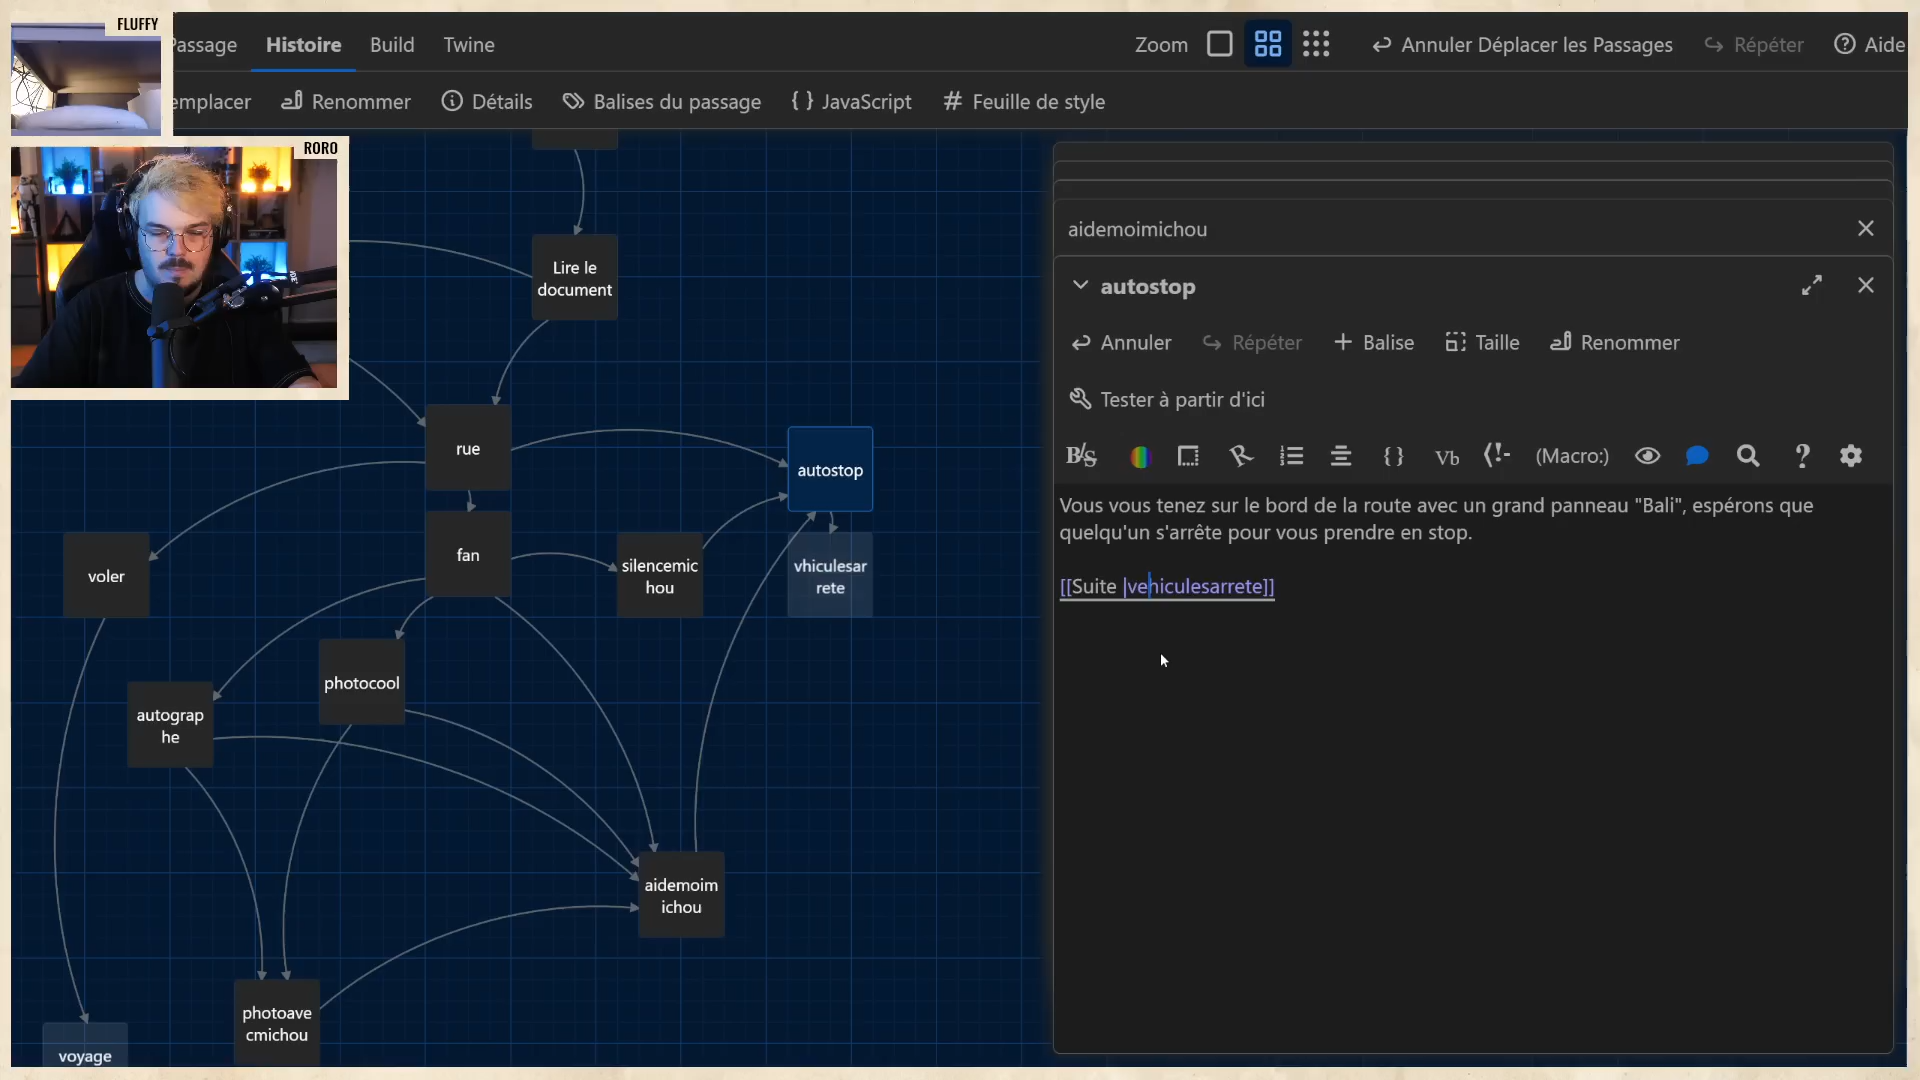 FLUFFY
RORO
Passage
Histoire
Build
Twine
Zoom
Annuler Déplacer les Passages
Répéter
Aide
emplacer
Renommer
Détails
Balises du passage
{ } JavaScript
# Feuille de style
Lire le
document
rue
autostop
fan
voler
silencemic
hou
vhiculesar
rete
photocool
autograp
he
aidemoim
ichou
photoave
cmichou
voyage
aidemoimichou
autostop
Annuler
Répéter
+ Balise
Taille
Renommer
Tester à partir d'ici
(Macro:)
Vous vous tenez sur le bord de la route avec un grand panneau "Bali", espérons que
quelqu'un s'arrête pour vous prendre en stop.
[[Suite |vehiculesarrete]]